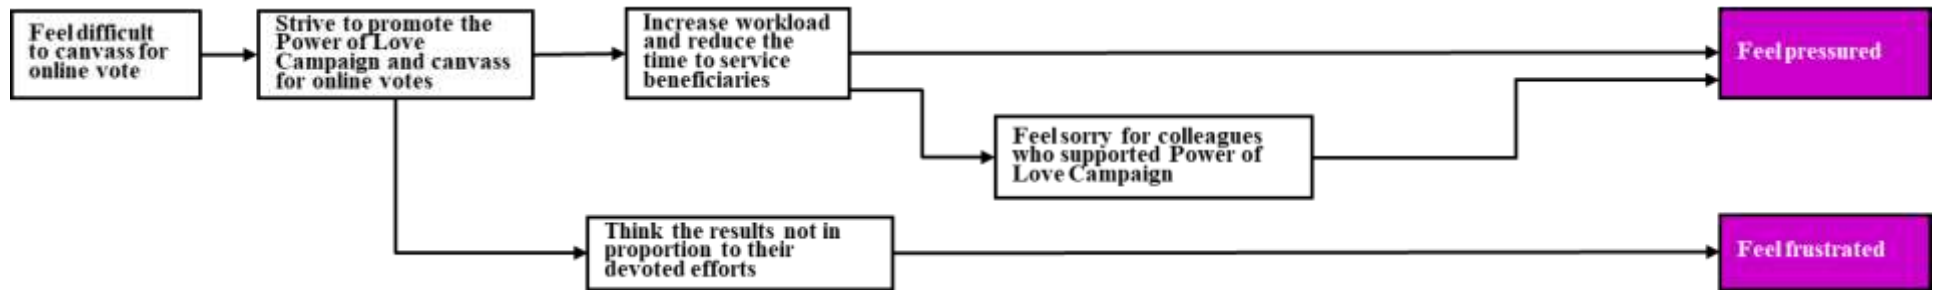 Feel difficult
to canvass for
online vote
Strive to promote the
Power of Love
Campaign and canvass
for online votes
Increase workload
and reduce the
time to service
beneficiaries
Feel pressured
Feel sorry for colleagues
who supported Power of
Love Campaign
Think the results not in
proportion to their
devoted efforts
Feel frustrated